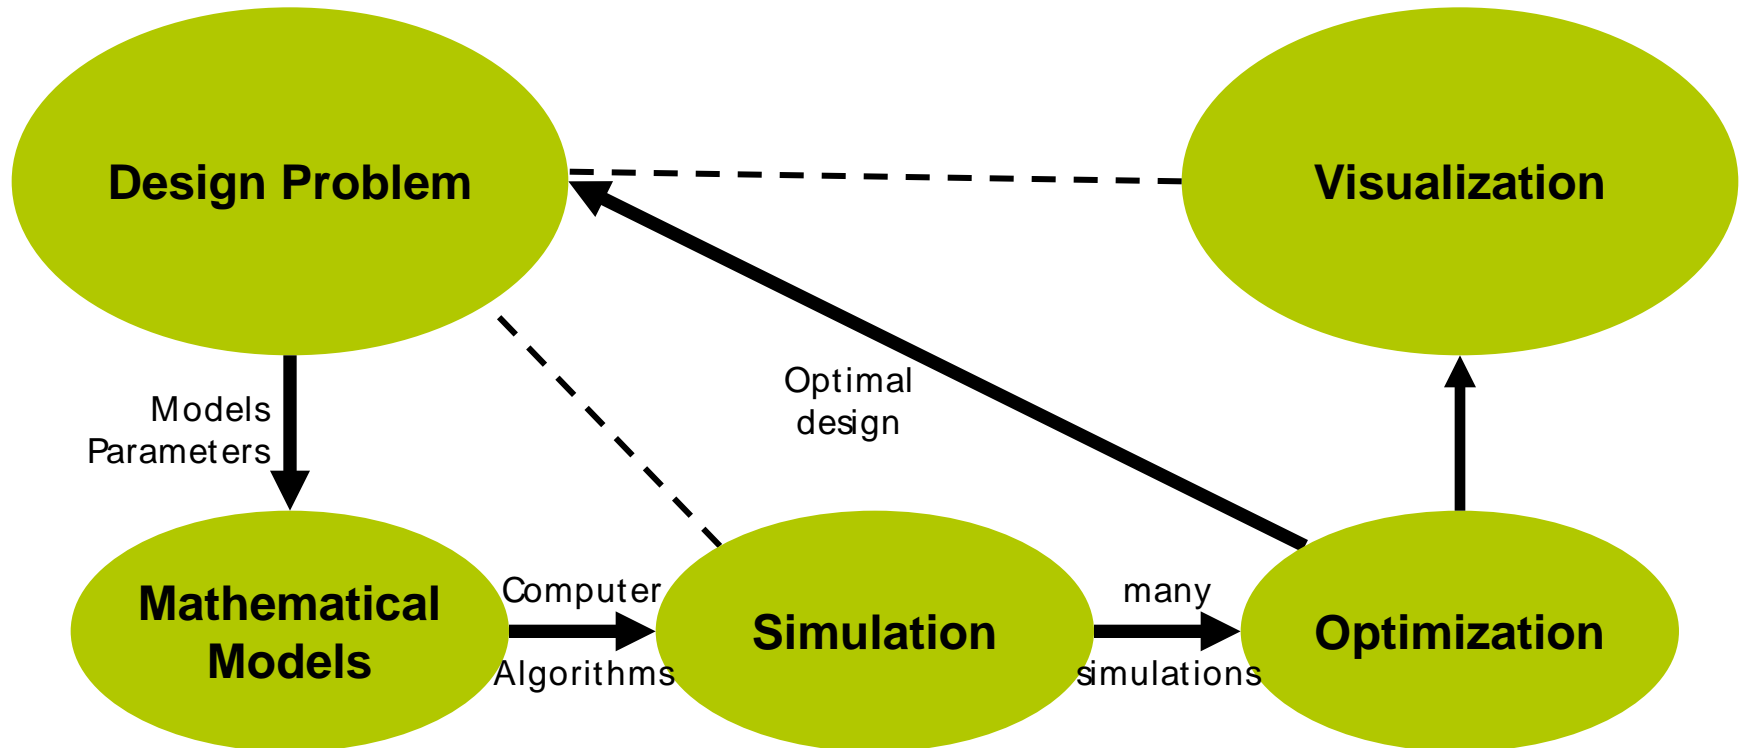 Design Problem
Visualization
Optimal
design
Models
Parameters
Mathematical
Models
Computer
Algorithms
Simulation
many
simulations
Optimization